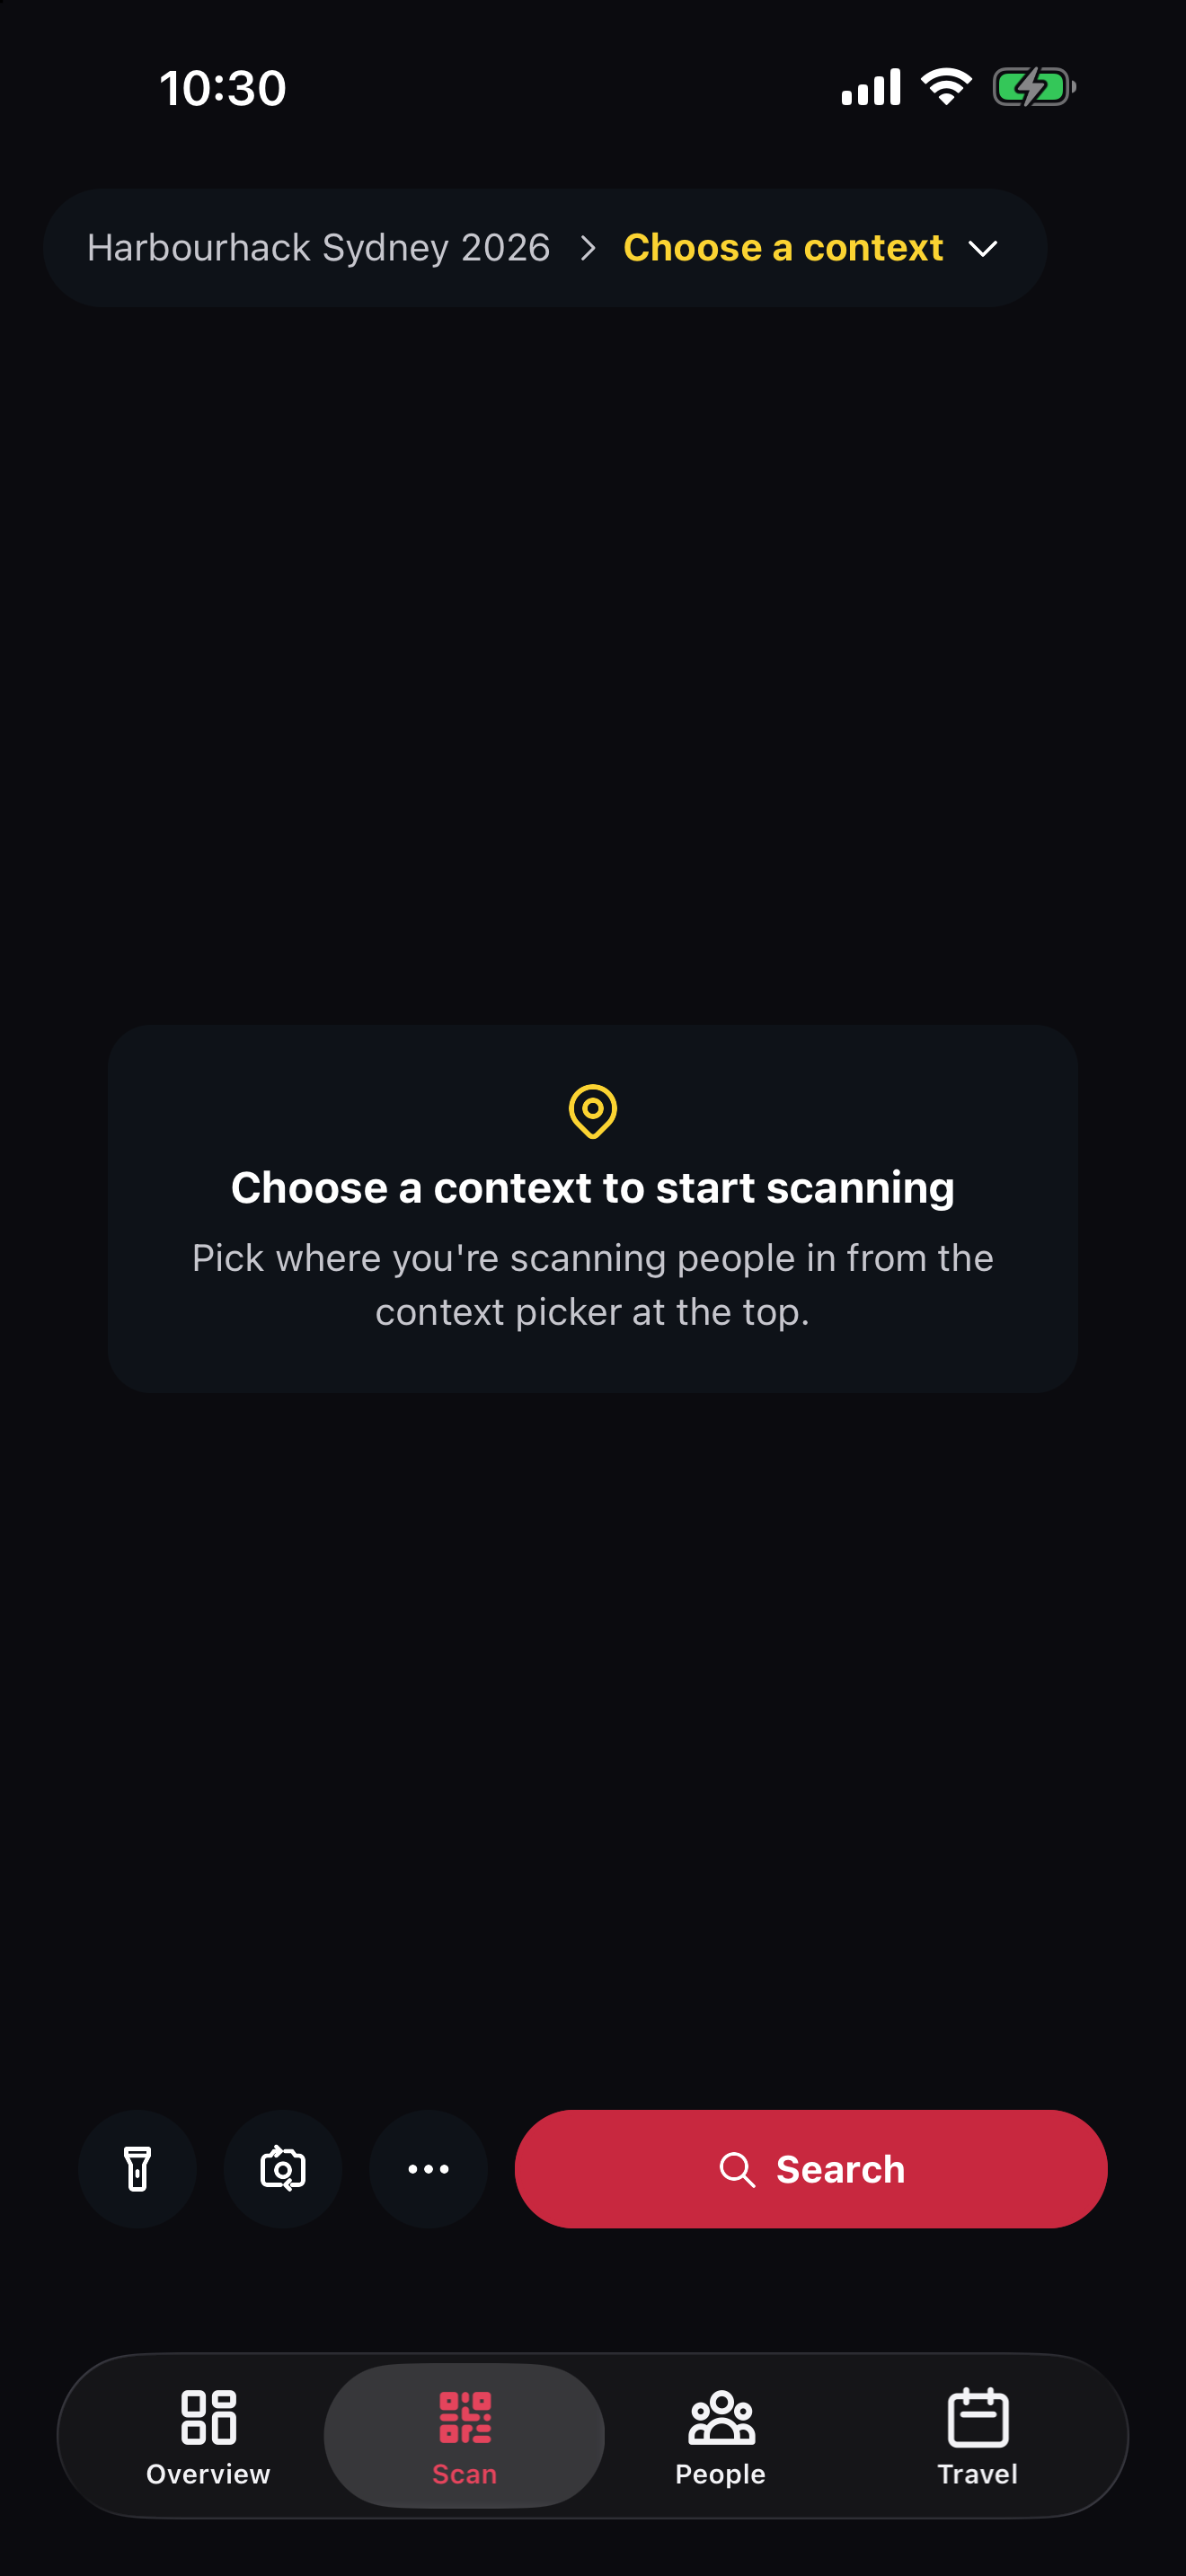 10:30
Harbourhack Sydney 2026 > Choose a context
Choose a context to start scanning
Pick where you're scanning people in from the
context picker at the top.
Search
Overview
Scan
People
Travel